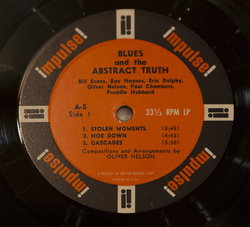 impulse!
BLUES
and the
ABSTRACT TRUTH
Bill Evans, Roy Haynes, Eric Dolphy,
Oliver Nelson, Paul Chambers,
Freddie Hubbard
A-5
Side 1
33⅓ RPM LP
1. STOLEN MOMENTS (8:45)
2. HOE DOWN (4:43)
3. CASCADES (5:30)
Compositions and Arrangements by
OLIVER NELSON
impulse!
impulse!
impulse!